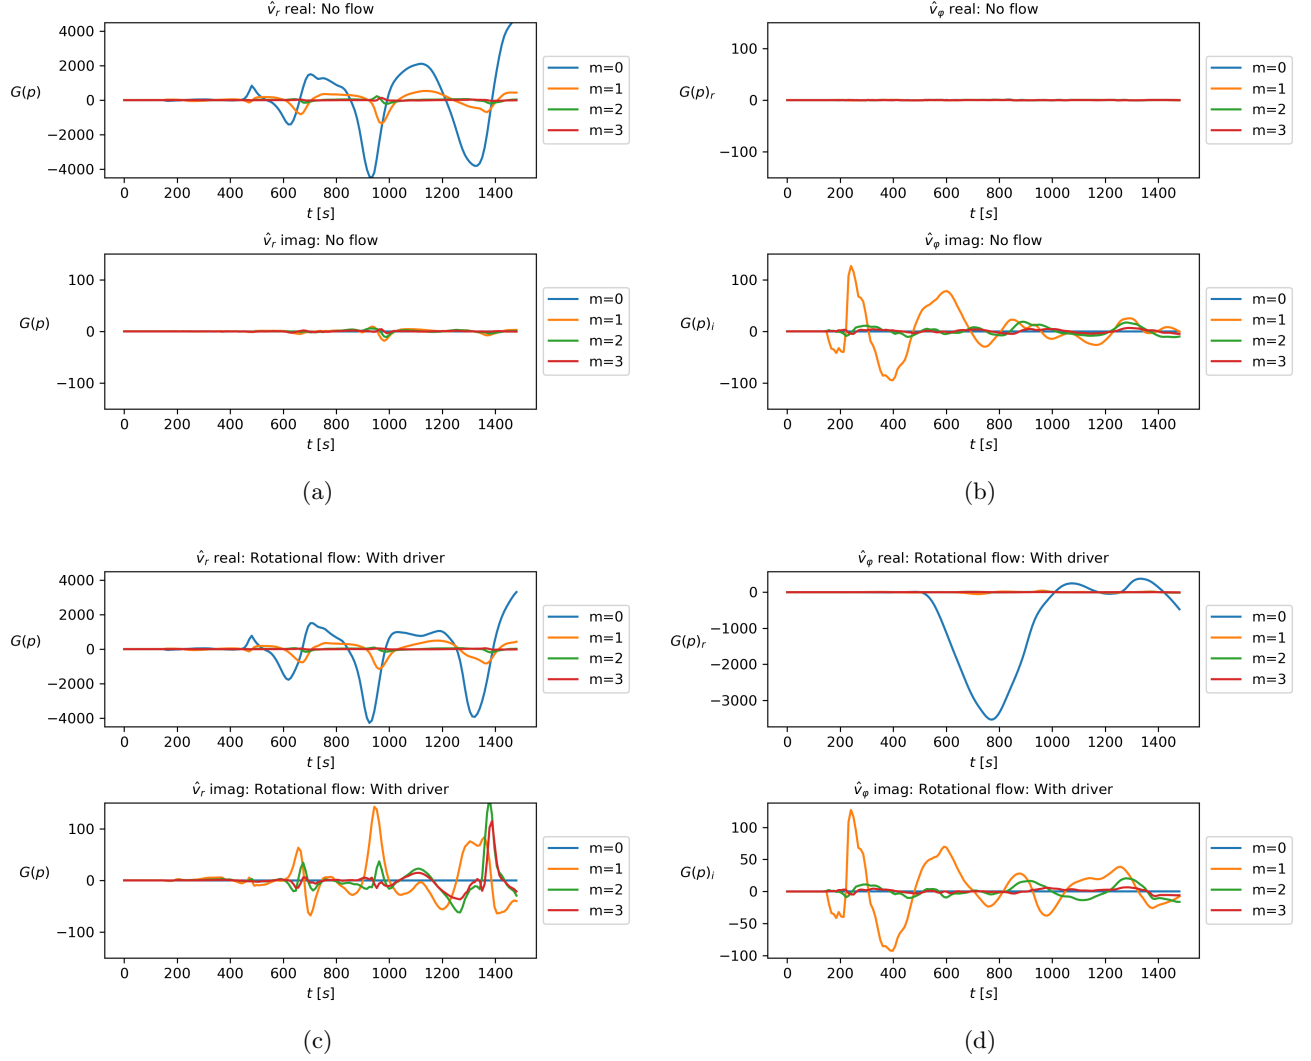 v̂r real: No flow
4000
2000
0
−2000
−4000
G(p)
0 200 400 600 800 1000 1200 1400
t [s]
m=0
m=1
m=2
m=3
v̂r imag: No flow
100
0
−100
G(p)
0 200 400 600 800 1000 1200 1400
t [s]
m=0
m=1
m=2
m=3
(a)
v̂φ real: No flow
100
0
−100
G(p)r
0 200 400 600 800 1000 1200 1400
t [s]
m=0
m=1
m=2
m=3
v̂φ imag: No flow
100
0
−100
G(p)i
0 200 400 600 800 1000 1200 1400
t [s]
m=0
m=1
m=2
m=3
(b)
v̂r real: Rotational flow: With driver
4000
2000
0
−2000
−4000
G(p)
0 200 400 600 800 1000 1200 1400
t [s]
m=0
m=1
m=2
m=3
v̂r imag: Rotational flow: With driver
100
0
−100
G(p)
0 200 400 600 800 1000 1200 1400
t [s]
m=0
m=1
m=2
m=3
(c)
v̂φ real: Rotational flow: With driver
0
−1000
−2000
−3000
G(p)r
0 200 400 600 800 1000 1200 1400
t [s]
m=0
m=1
m=2
m=3
v̂φ imag: Rotational flow: With driver
100
50
0
−50
−100
G(p)i
0 200 400 600 800 1000 1200 1400
t [s]
m=0
m=1
m=2
m=3
(d)